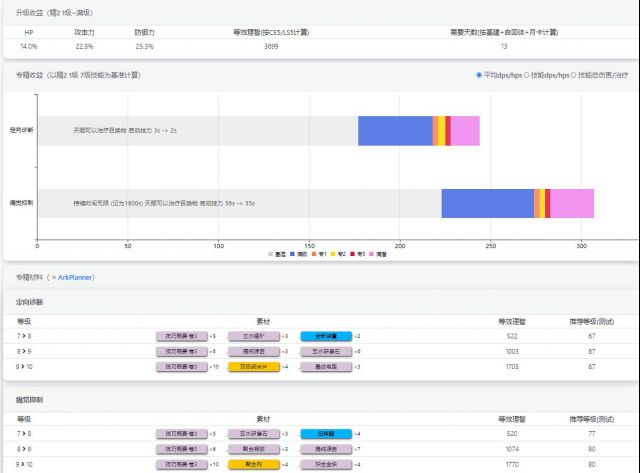 升级收益（精2 1级~满级）
HP 攻击力 防御力 等效理智(按CE5/LS5计算) 需要天数(按基建+自回体+月卡计算)
14.0% 22.8% 25.3% 3699 13
专精收益（以精2 1级 7级技能为基准计算） 平均dps/hps 技能dps/hps 技能总伤害/治疗
定向诊断 天赋可以治疗召唤物 启动技力 3s -> 2s
痛觉抑制 持续时间无限 (记为1800s) 天赋可以治疗召唤物 启动技力 59s -> 55s
0 50 100 150 200 250 300
基准 满级 专1 专2 专3 满潜
专精材料（× ArkPlanner）
定向诊断
等级 素材 等效理智 推荐等级(测试)
7 > 8 技巧概要·卷3 ×5 三水锰矿 ×3 全新装置 ×2 522 67
8 > 9 技巧概要·卷3 ×6 提纯源岩 ×3 五水研磨石 ×6 1003 67
9 > 10 技巧概要·卷3 ×10 双极纳米片 ×4 晶体电路 ×3 1705 67
痛觉抑制
等级 素材 等效理智 推荐等级(测试)
7 > 8 技巧概要·卷3 ×5 五水研磨石 ×3 ×4 520 77
8 > 9 技巧概要·卷3 ×6 聚合凝胶 ×3 提纯源岩 ×7 1074 80
9 > 10 技巧概要·卷3 ×10 聚合剂 ×4 炽合金块 ×4 1770 80